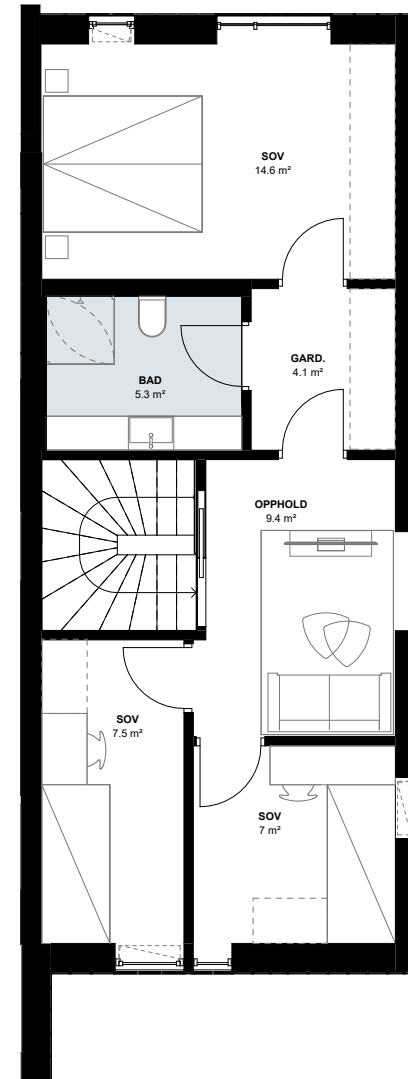 SOV
14.6 m²
GARD.
4.1 m²
BAD
5.3 m²
OPPHOLD
9.4 m²
SOV
7.5 m²
SOV
7 m²